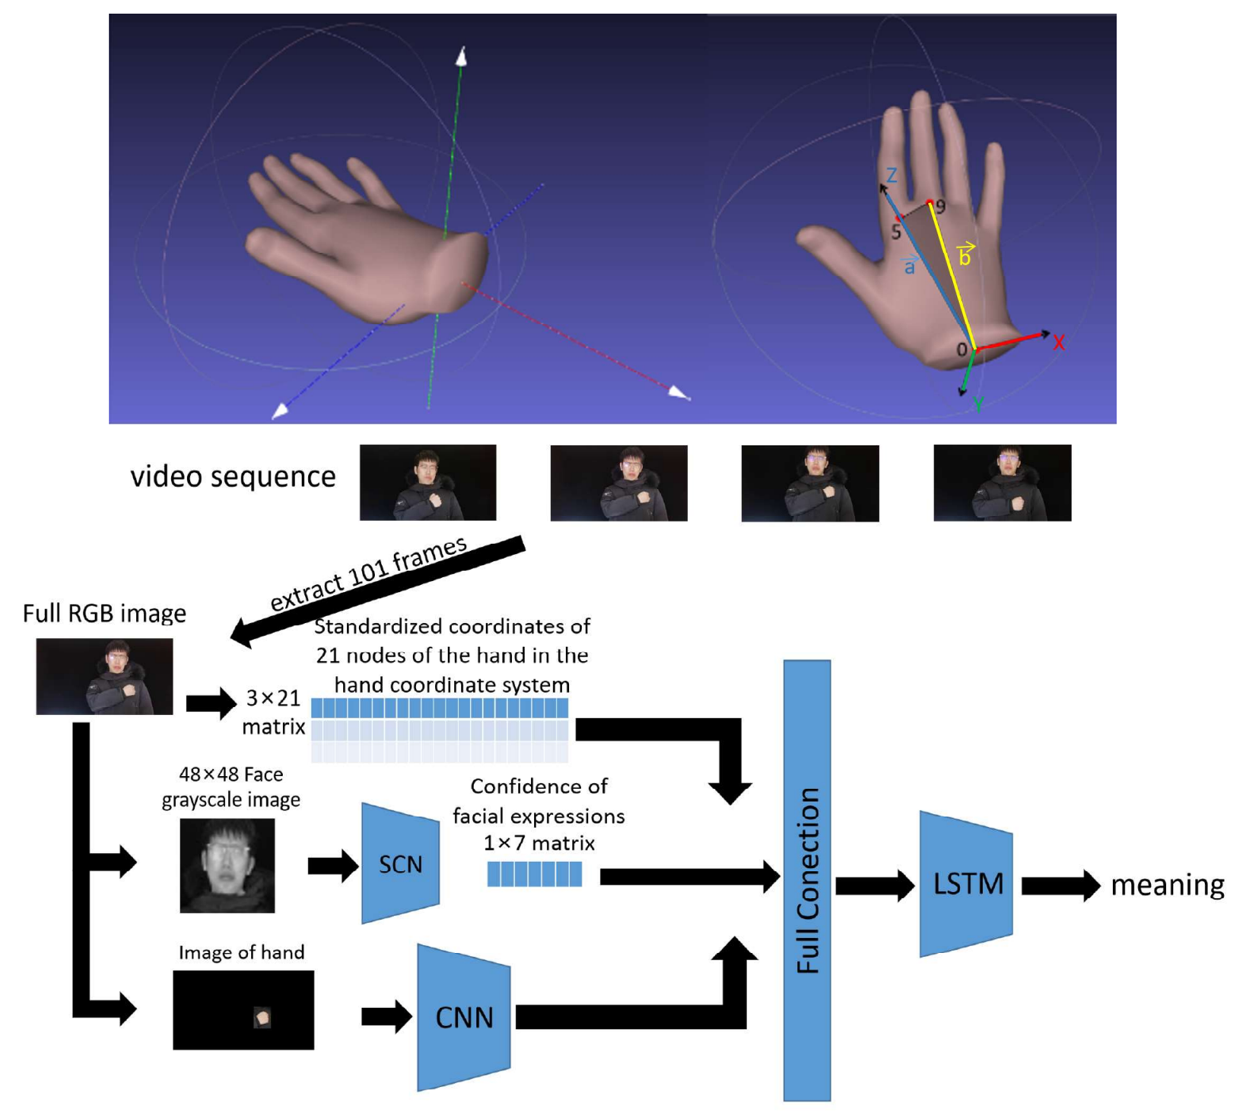 Z
9
5
a
b
0
X
Y
video sequence
extract 101 frames
Full RGB image
Standardized coordinates of
21 nodes of the hand in the
hand coordinate system
3×21
matrix
48×48 Face
grayscale image
Confidence of
facial expressions
1×7 matrix
SCN
Full Conection
LSTM
meaning
Image of hand
CNN